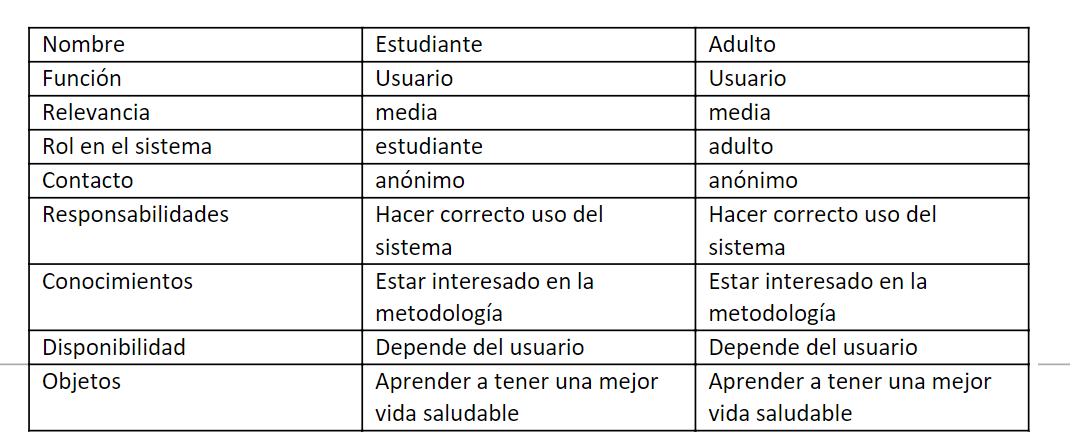 Nombre Estudiante Adulto
Función Usuario Usuario
Relevancia media media
Rol en el sistema estudiante adulto
Contacto anónimo anónimo
Responsabilidades Hacer correcto uso del Hacer correcto uso del
sistema sistema
Conocimientos Estar interesado en la Estar interesado en la
metodología metodología
Disponibilidad Depende del usuario Depende del usuario
Objetos Aprender a tener una mejor Aprender a tener una mejor
vida saludable vida saludable